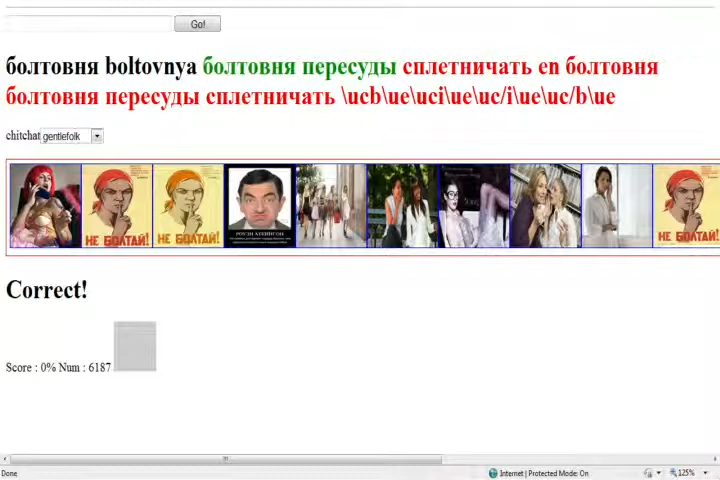 Go!
болтовня boltovnya болтовня пересуды сплетничать en болтовня
болтовня пересуды сплетничать \ucb\ue\uci\ue\uc/i\ue\uc/b\ue
chitchat gentlefolk
НЕ БОЛТАЙ! НЕ БОЛТАЙ! РОУЭН АТКИНСОН НЕ БОЛТАЙ!
Correct!
Score : 0% Num : 6187
Done Internet | Protected Mode: On 125%